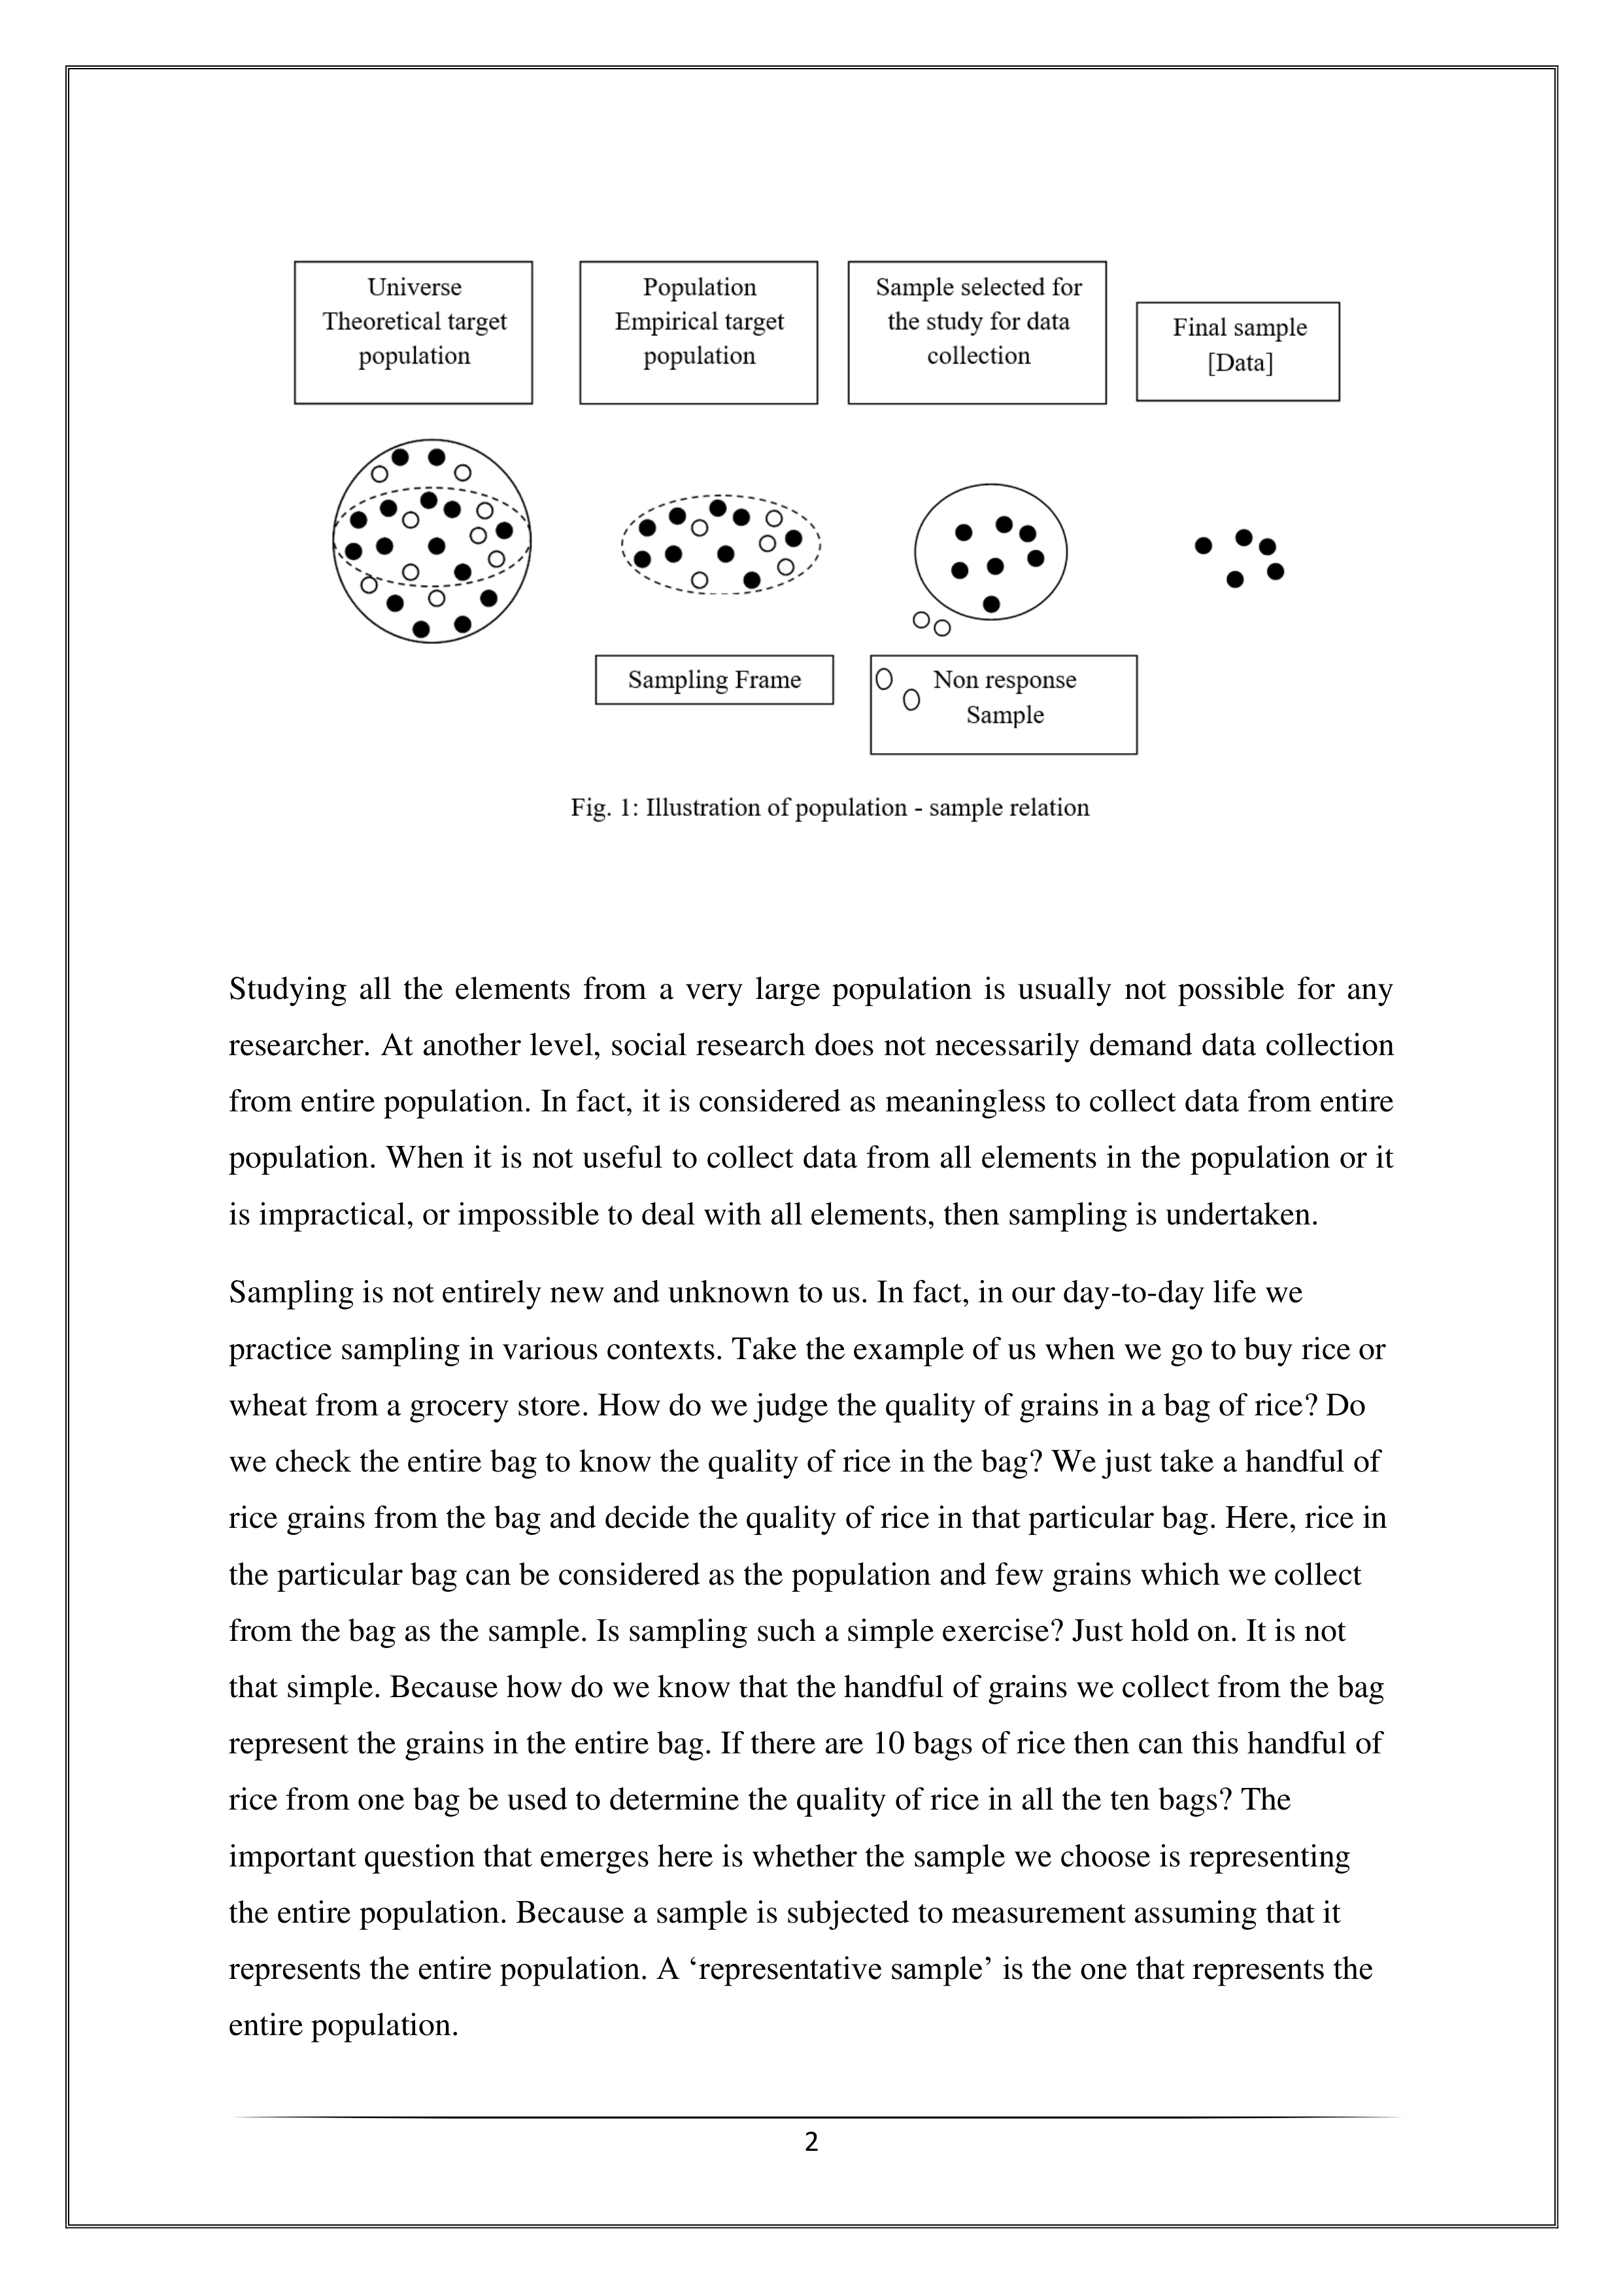 Universe
Theoretical target
population
Population
Empirical target
population
Sample selected for
the study for data
collection
Final sample
[Data]
Sampling Frame
Non response
Sample
Fig. 1: Illustration of population - sample relation
Studying all the elements from a very large population is usually not possible for any
researcher. At another level, social research does not necessarily demand data collection
from entire population. In fact, it is considered as meaningless to collect data from entire
population. When it is not useful to collect data from all elements in the population or it
is impractical, or impossible to deal with all elements, then sampling is undertaken.
Sampling is not entirely new and unknown to us. In fact, in our day-to-day life we
practice sampling in various contexts. Take the example of us when we go to buy rice or
wheat from a grocery store. How do we judge the quality of grains in a bag of rice? Do
we check the entire bag to know the quality of rice in the bag? We just take a handful of
rice grains from the bag and decide the quality of rice in that particular bag. Here, rice in
the particular bag can be considered as the population and few grains which we collect
from the bag as the sample. Is sampling such a simple exercise? Just hold on. It is not
that simple. Because how do we know that the handful of grains we collect from the bag
represent the grains in the entire bag. If there are 10 bags of rice then can this handful of
rice from one bag be used to determine the quality of rice in all the ten bags? The
important question that emerges here is whether the sample we choose is representing
the entire population. Because a sample is subjected to measurement assuming that it
represents the entire population. A ‘representative sample’ is the one that represents the
entire population.
2